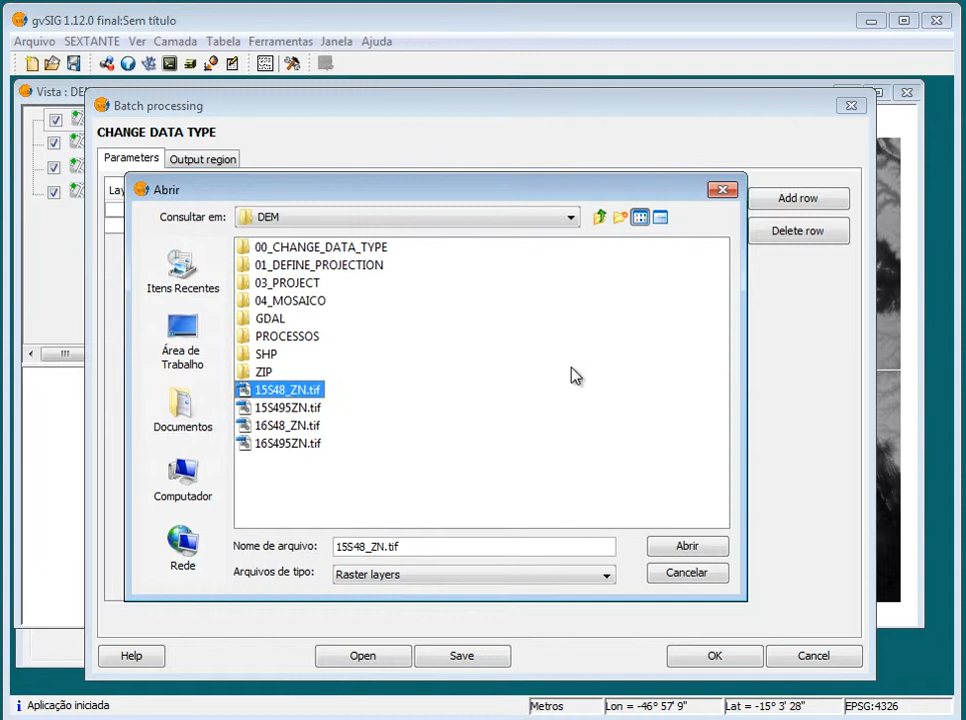 gvSIG 1.12.0 final:Sem título
Arquivo SEXTANTE Ver Camada Tabela Ferramentas Janela Ajuda
Vista : DE
Batch processing
CHANGE DATA TYPE
Parameters Output region
Lay
Abrir
Add row
Consultar em: DEM
Delete row
00_CHANGE_DATA_TYPE
01_DEFINE_PROJECTION
03_PROJECT
04_MOSAICO
GDAL
PROCESSOS
SHP
ZIP
15S48_ZN.tif
15S495ZN.tif
16S48_ZN.tif
16S495ZN.tif
Itens Recentes
Área de Trabalho
Documentos
Computador
Rede
Nome de arquivo: 15S48_ZN.tif Abrir
Arquivos de tipo: Raster layers Cancelar
Help Open Save OK Cancel
Aplicação iniciada Metros Lon = -46° 57' 9" Lat = -15° 3' 28" EPSG:4326